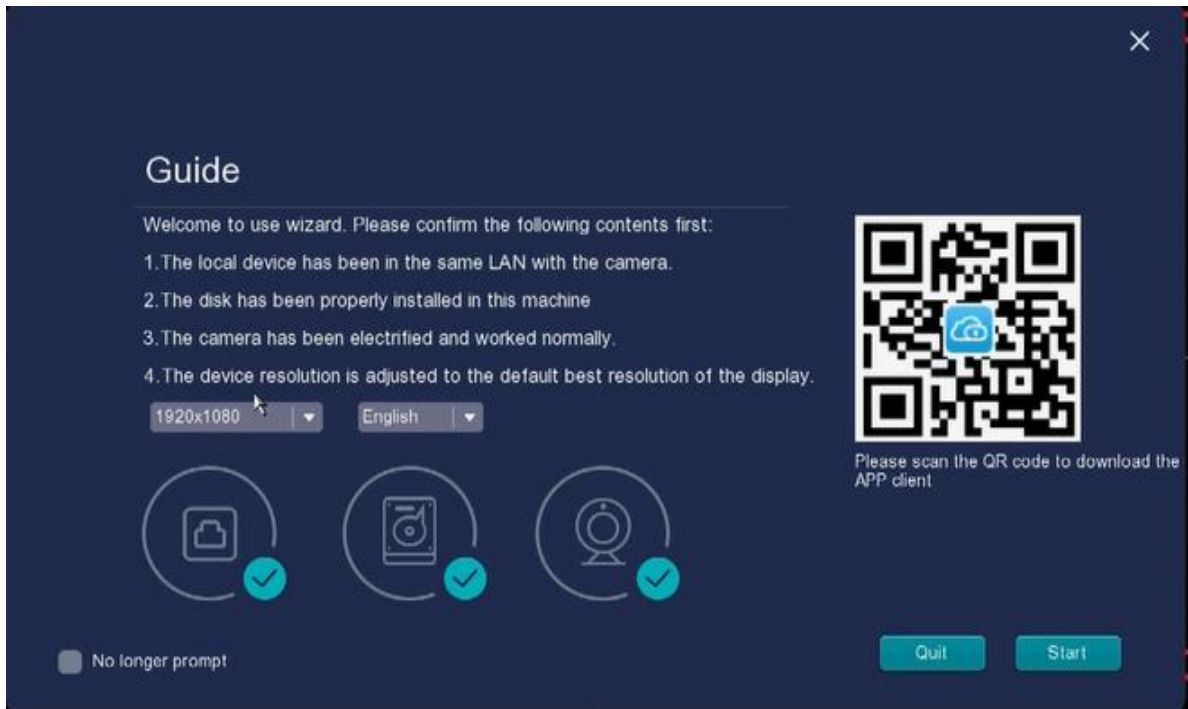 Guide
Welcome to use wizard. Please confirm the following contents first:
1.The local device has been in the same LAN with the camera.
2.The disk has been properly installed in this machine
3.The camera has been electrified and worked normally.
4.The device resolution is adjusted to the default best resolution of the display.
1920x1080 English
Please scan the QR code to download the
APP client
No longer prompt
Quit Start